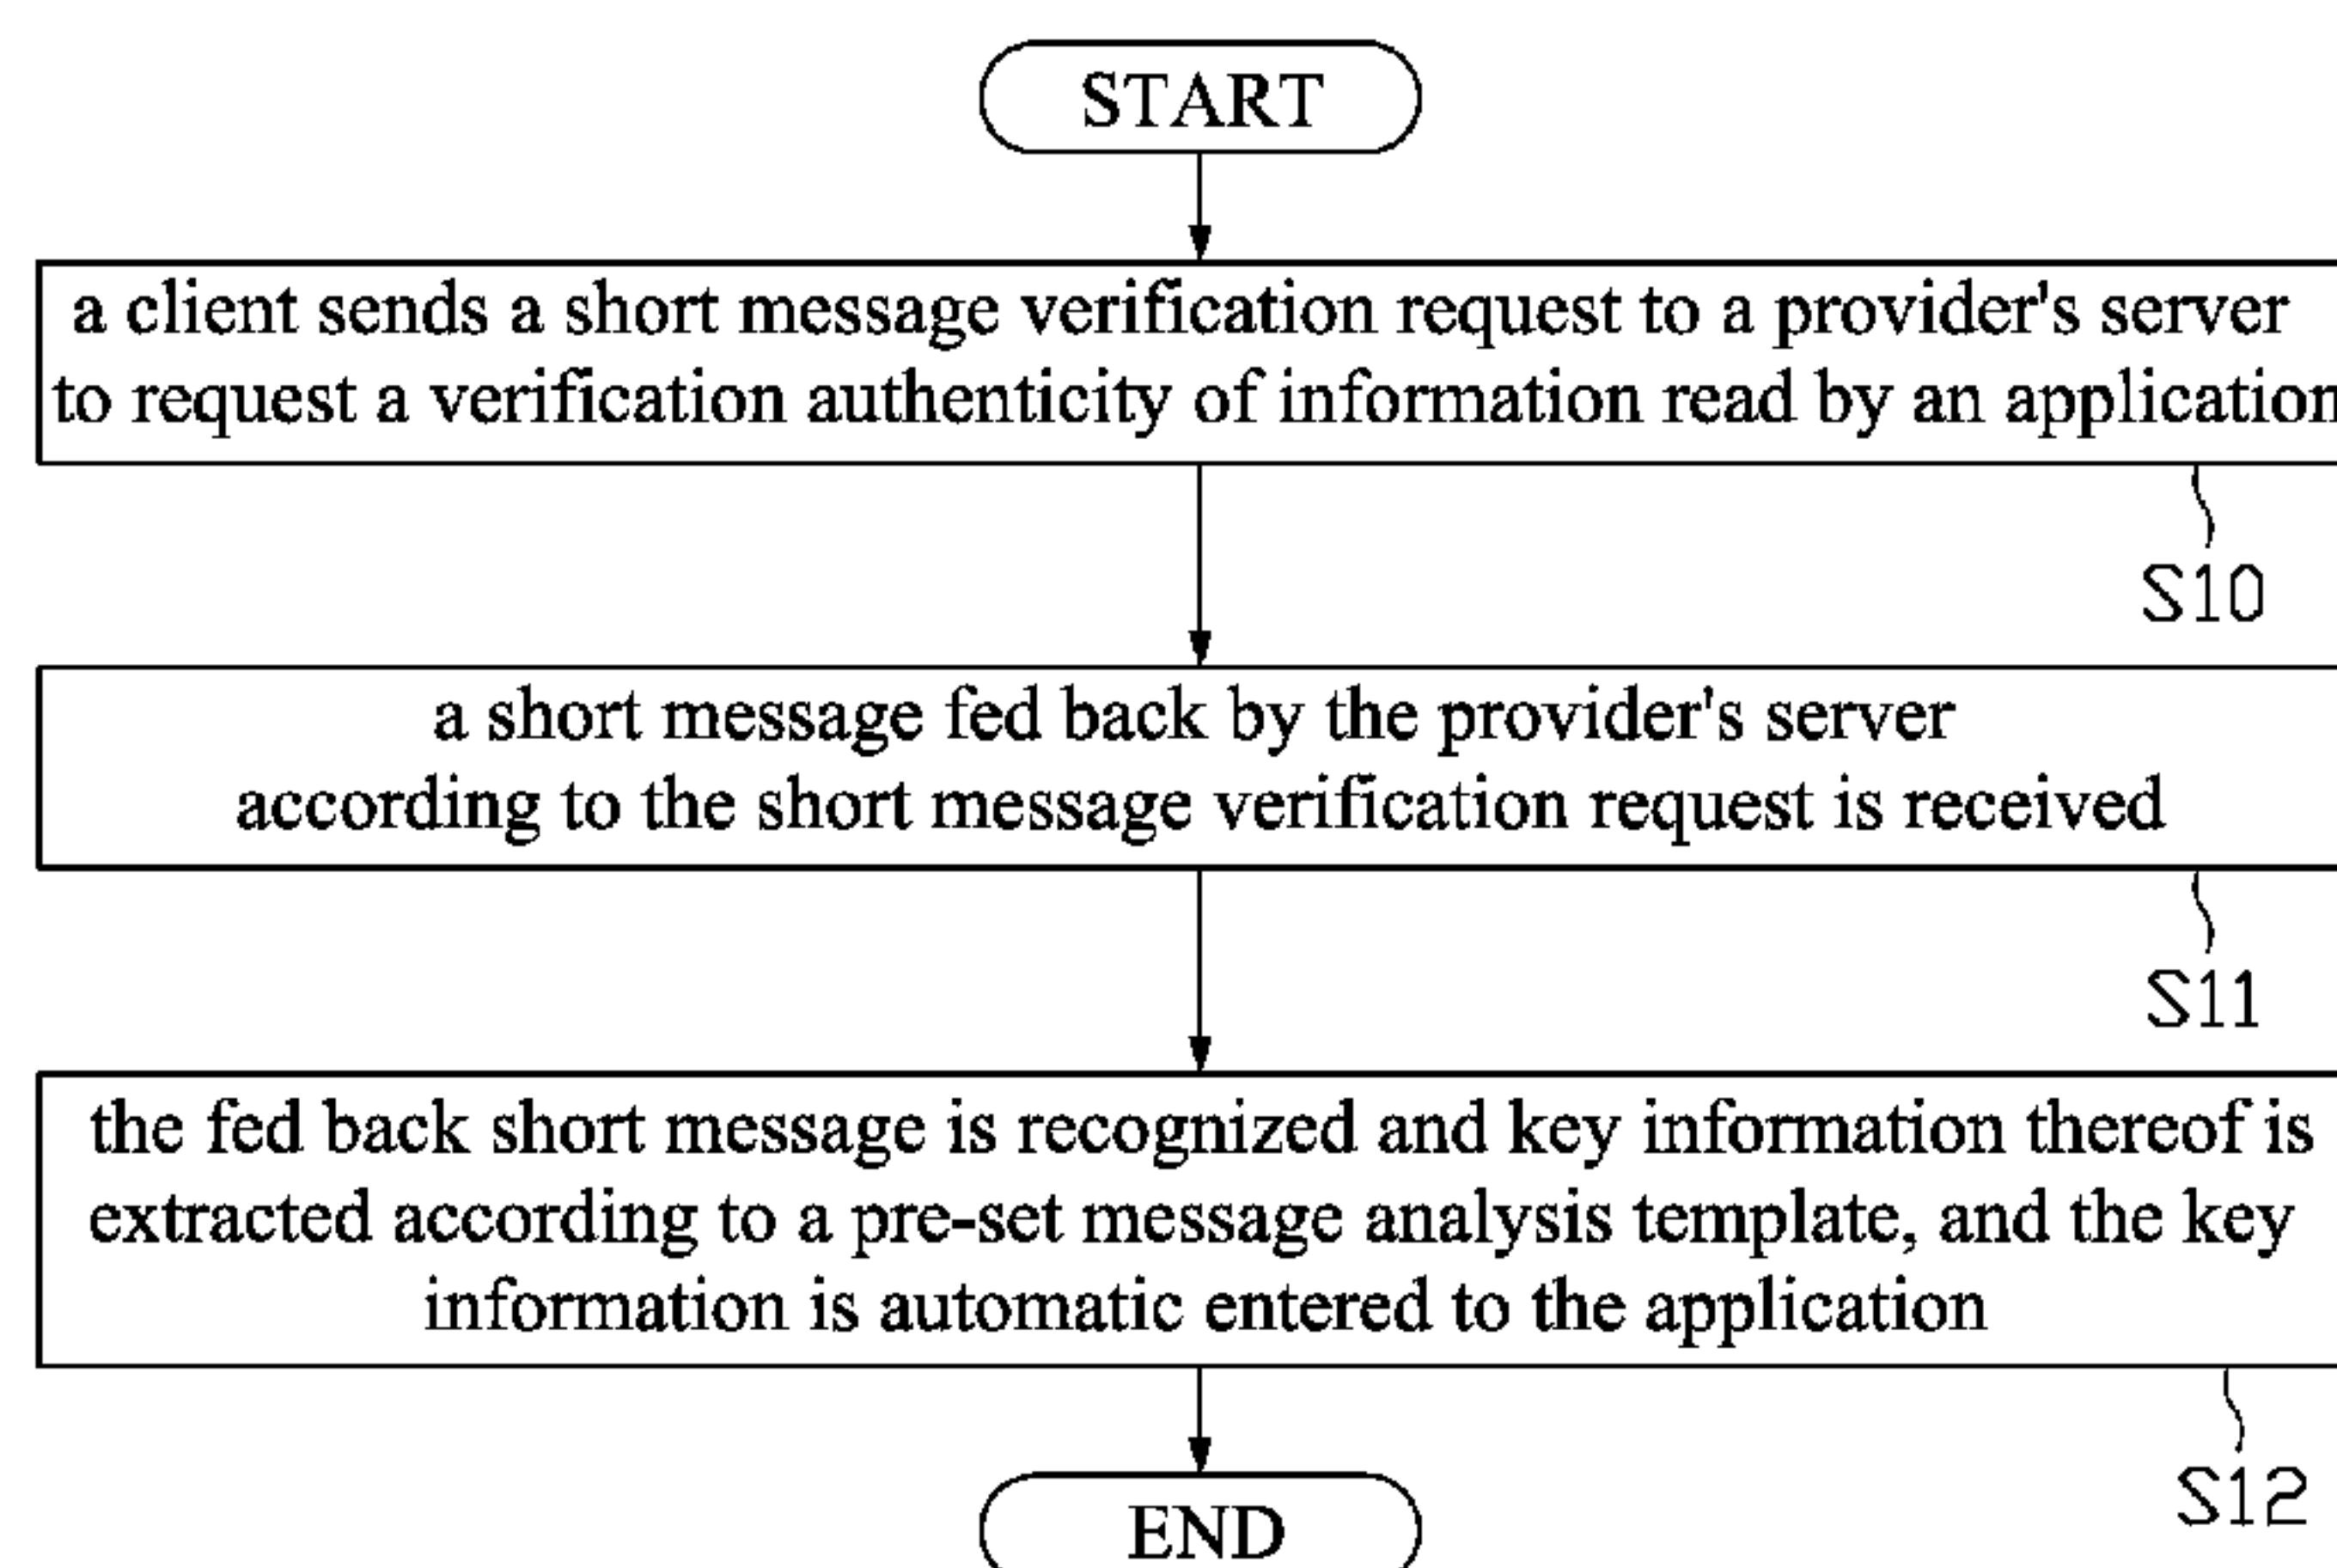 START
a client sends a short message verification request to a provider's server
to request a verification authenticity of information read by an application
S10
a short message fed back by the provider's server
according to the short message verification request is received
S11
the fed back short message is recognized and key information thereof is
extracted according to a pre-set message analysis template, and the key
information is automatic entered to the application
S12
END